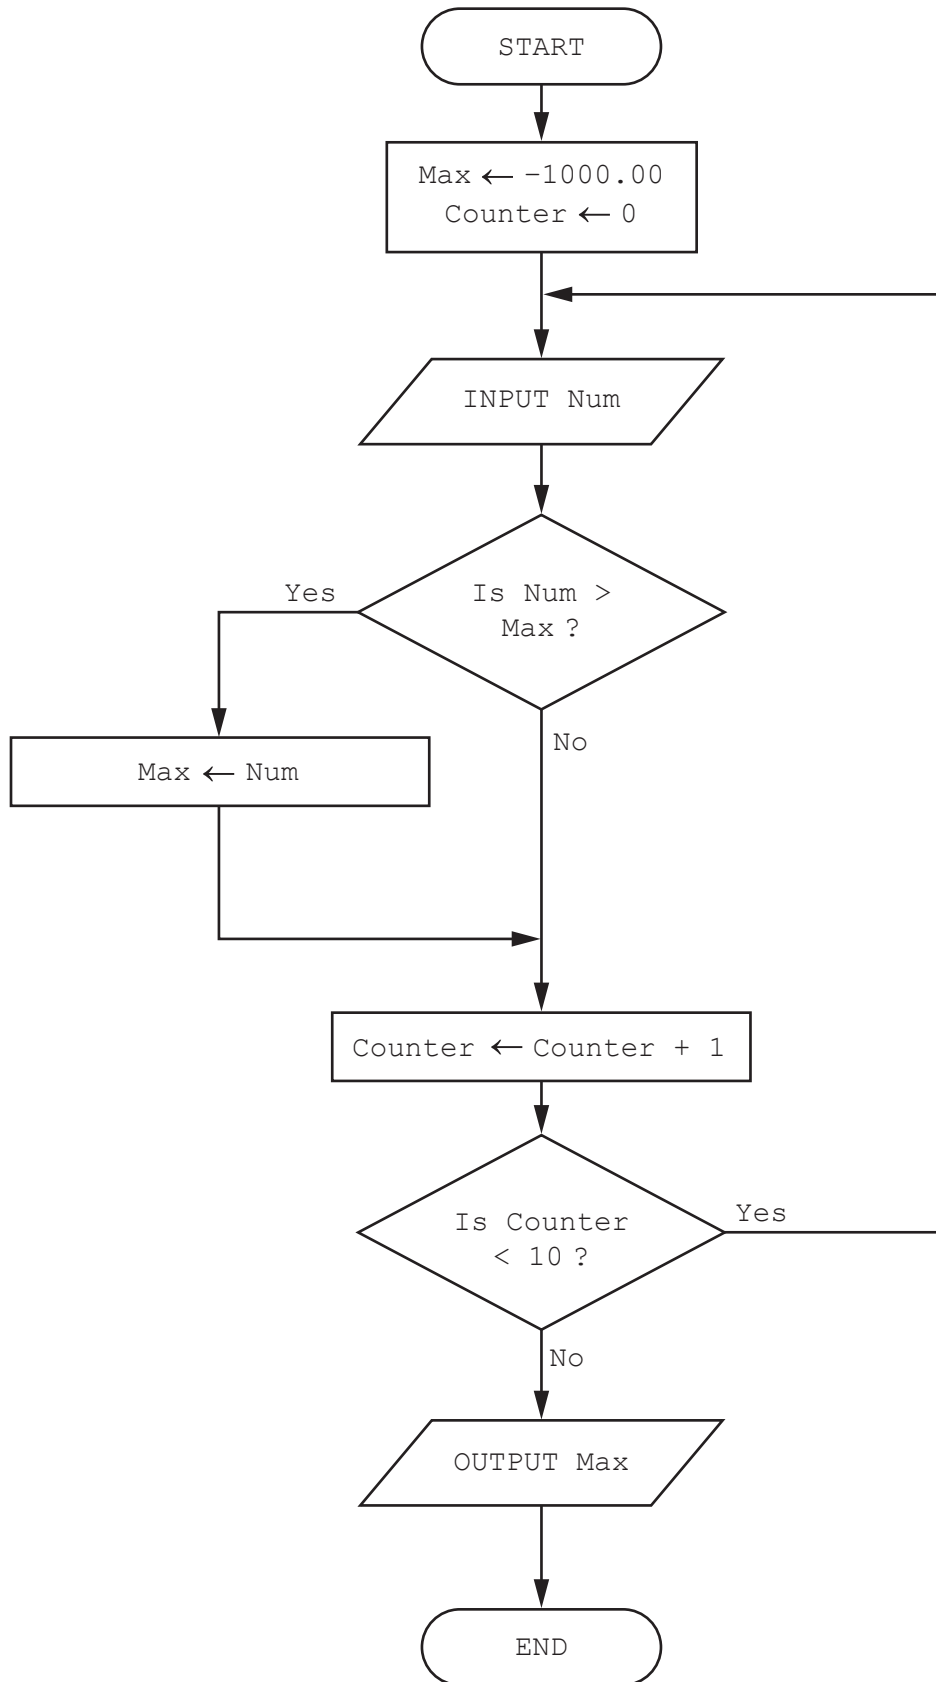 START
Max ← -1000.00
Counter ← 0
INPUT Num
Yes
Is Num >
Max ?
No
Max ← Num
Counter ← Counter + 1
Is Counter
< 10 ?
Yes
No
OUTPUT Max
END